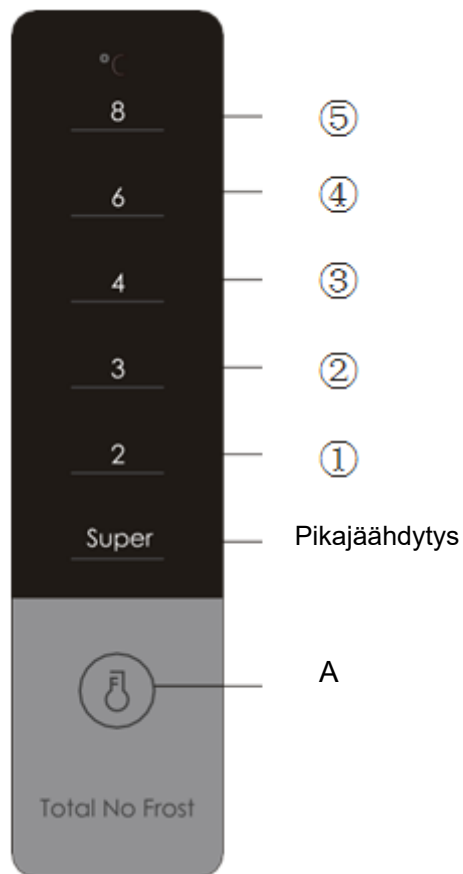 °C
8 ⑤
6 ④
4 ③
3 ②
2 ①
Super Pikajäähdytys
F A
Total No Frost